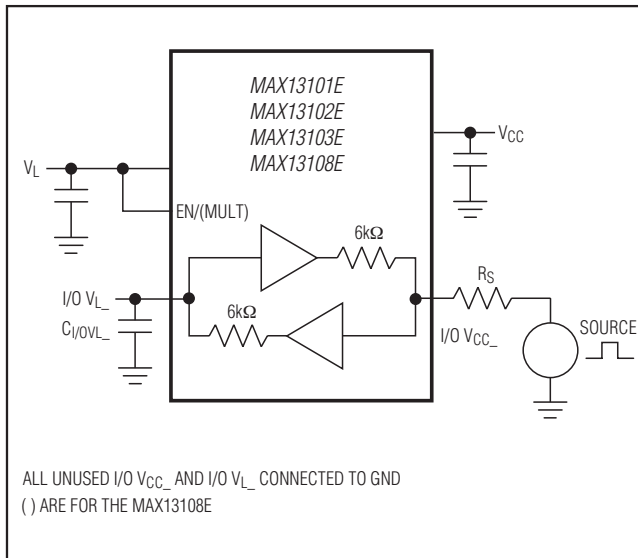 MAX13101E
MAX13102E
MAX13103E
MAX13108E
VCC
VL
EN/(MULT)
6kΩ
RS
I/O VL_
6kΩ
SOURCE
CI/OVL_
I/O VCC_
ALL UNUSED I/O VCC_ AND I/O VL_ CONNECTED TO GND
( ) ARE FOR THE MAX13108E